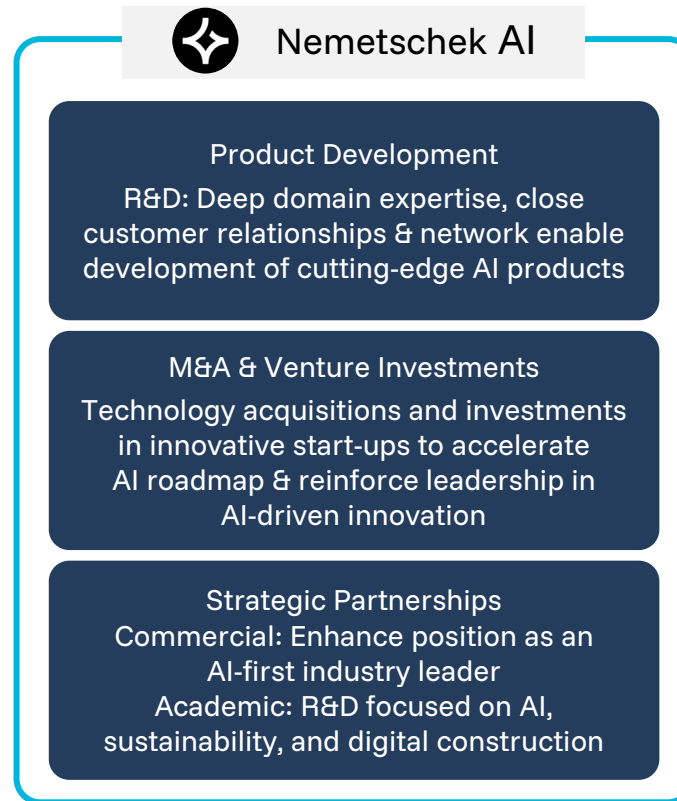 Nemetschek AI
Product Development
R&D: Deep domain expertise, close
customer relationships & network enable
development of cutting-edge AI products
M&A & Venture Investments
Technology acquisitions and investments
in innovative start-ups to accelerate
AI roadmap & reinforce leadership in
AI-driven innovation
Strategic Partnerships
Commercial: Enhance position as an
AI-first industry leader
Academic: R&D focused on AI,
sustainability, and digital construction